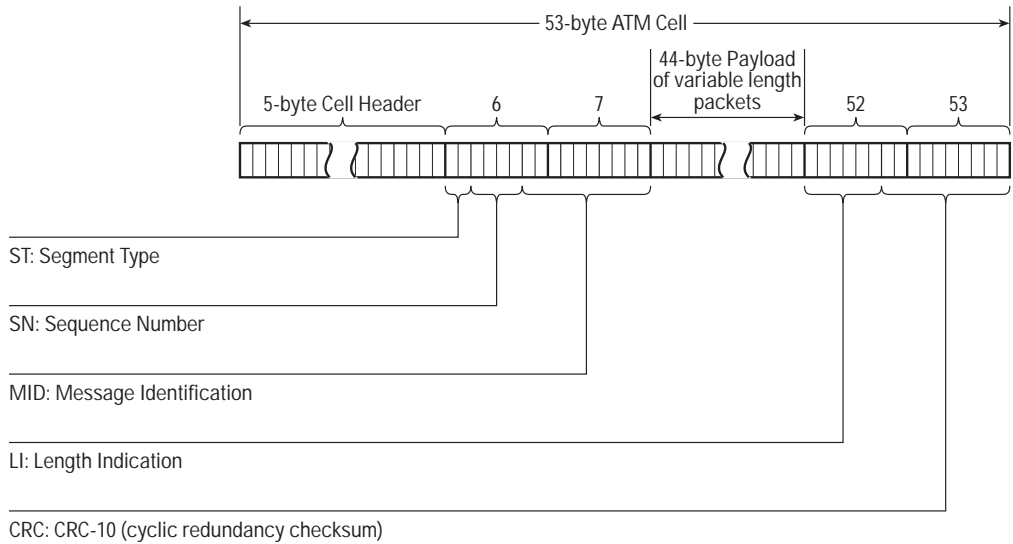 53-byte ATM Cell
44-byte Payload
of variable length
packets
5-byte Cell Header 6 7 52 53
ST: Segment Type
SN: Sequence Number
MID: Message Identification
LI: Length Indication
CRC: CRC-10 (cyclic redundancy checksum)